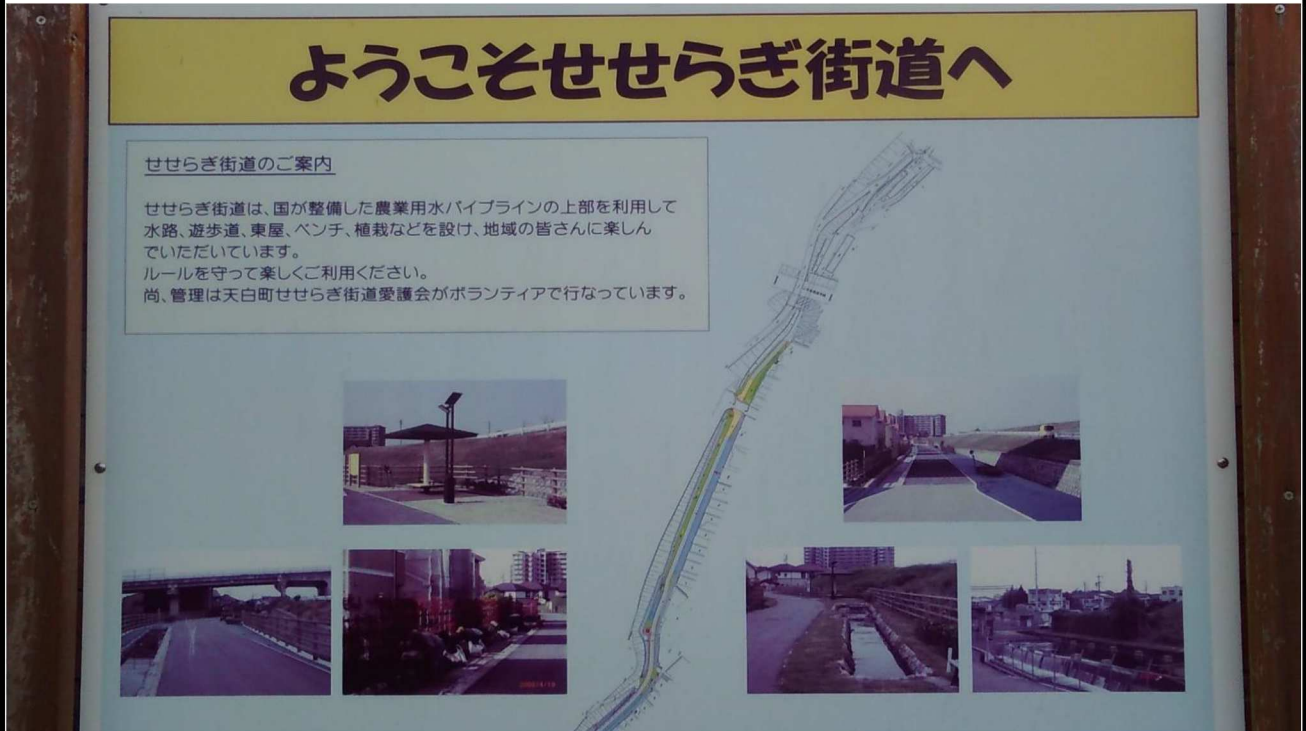 ようこそせせらぎ街道へ
せせらぎ街道のご案内
せせらぎ街道は、国が整備した農業用水パイプラインの上部を利用して
水路、遊歩道、東屋、ベンチ、植栽などを設け、地域の皆さんに楽しん
でいただいています。
ルールを守って楽しくご利用ください。
尚、管理は天白町せせらぎ街道愛護会がボランティアで行なっています。